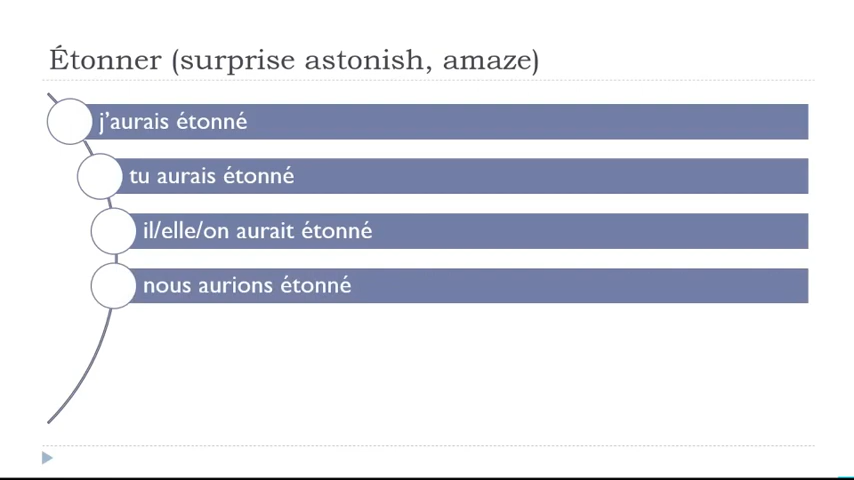 Étonner (surprise astonish, amaze)
j’aurais étonné
tu aurais étonné
il/elle/on aurait étonné
nous aurions étonné